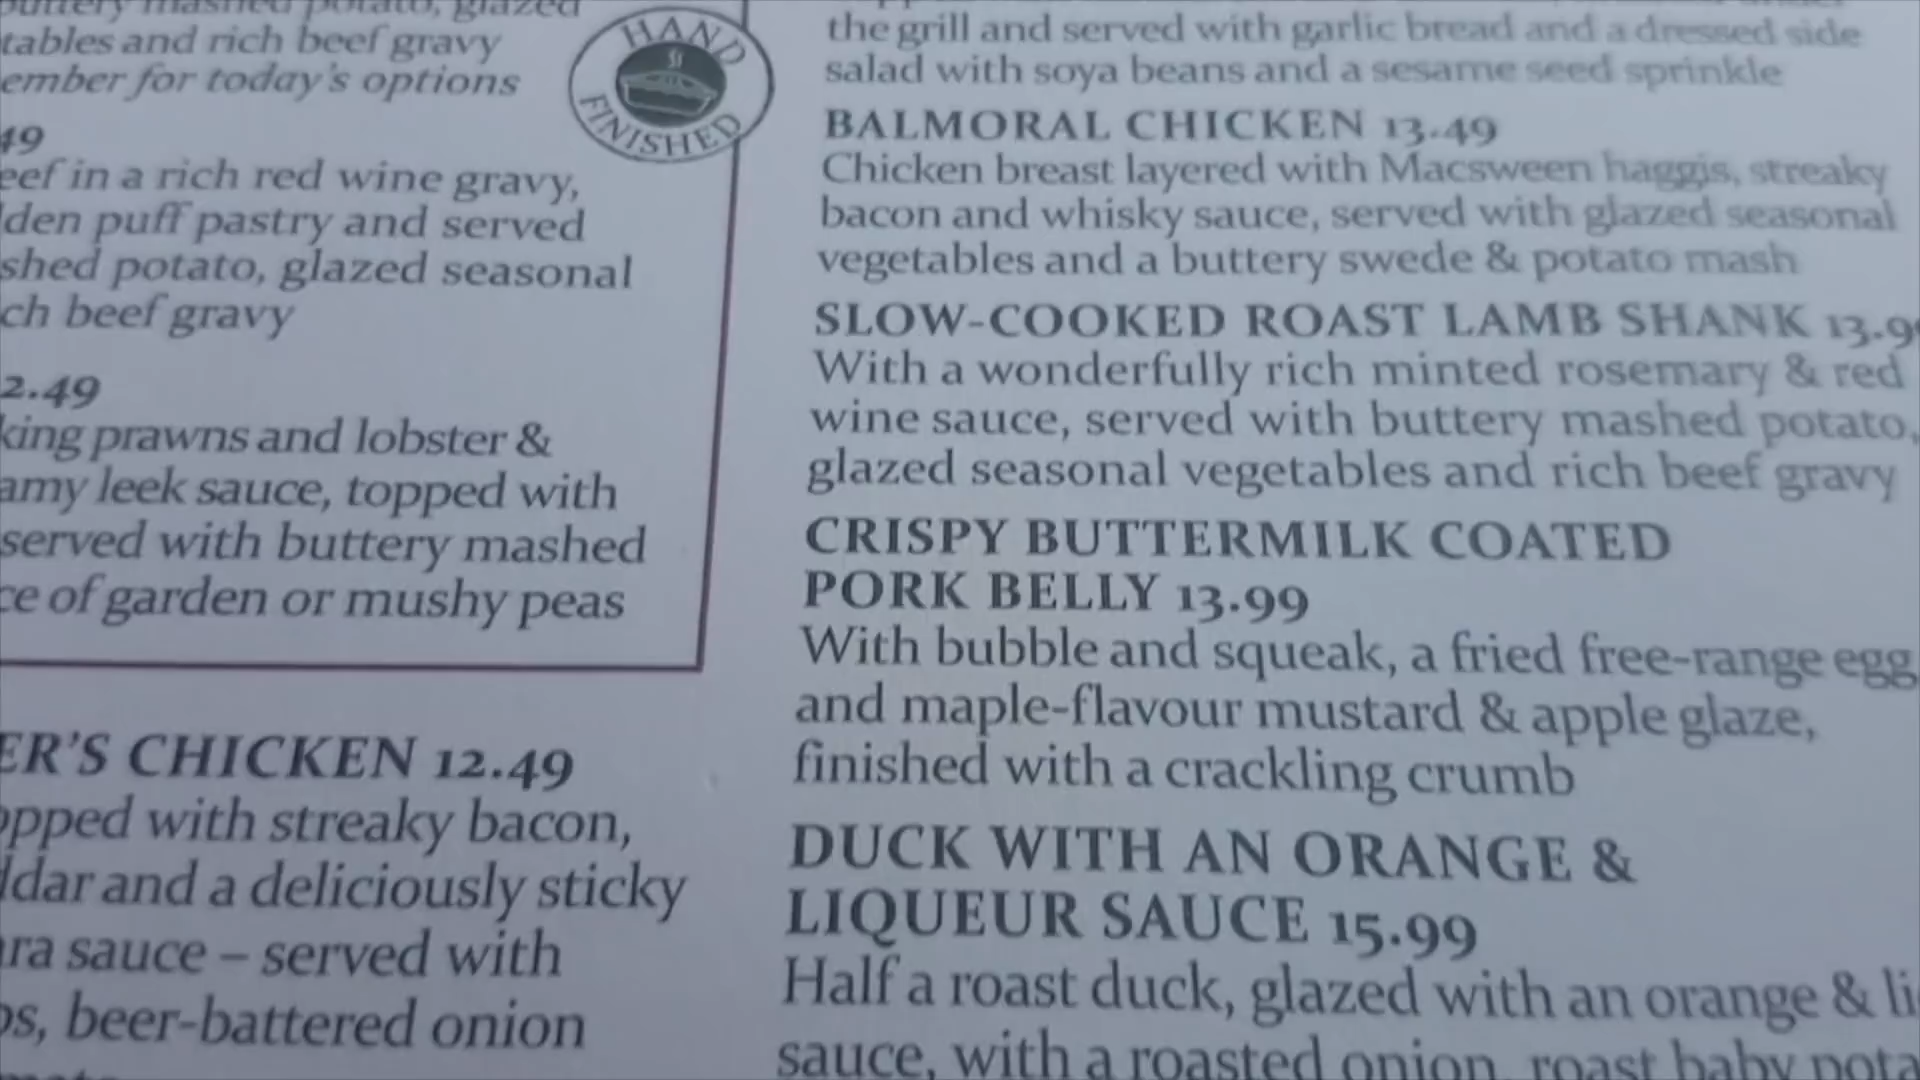 buttery mashed potato, glazed
tables and rich beef gravy
ember for today's options
HAND
FINISHED
49
eef in a rich red wine gravy,
den puff pastry and served
shed potato, glazed seasonal
ch beef gravy
2.49
king prawns and lobster &
amy leek sauce, topped with
served with buttery mashed
ce of garden or mushy peas
ER'S CHICKEN 12.49
opped with streaky bacon,
ddar and a deliciously sticky
ara sauce – served with
ps, beer-battered onion
the grill and served with garlic bread and a dressed side
salad with soya beans and a sesame seed sprinkle
BALMORAL CHICKEN 13.49
Chicken breast layered with Macsween haggis, streaky
bacon and whisky sauce, served with glazed seasonal
vegetables and a buttery swede & potato mash
SLOW-COOKED ROAST LAMB SHANK 13.9
With a wonderfully rich minted rosemary & red
wine sauce, served with buttery mashed potato,
glazed seasonal vegetables and rich beef gravy
CRISPY BUTTERMILK COATED
PORK BELLY 13.99
With bubble and squeak, a fried free-range egg
and maple-flavour mustard & apple glaze,
finished with a crackling crumb
DUCK WITH AN ORANGE &
LIQUEUR SAUCE 15.99
Half a roast duck, glazed with an orange & li
sauce, with a roasted onion, roast baby pota